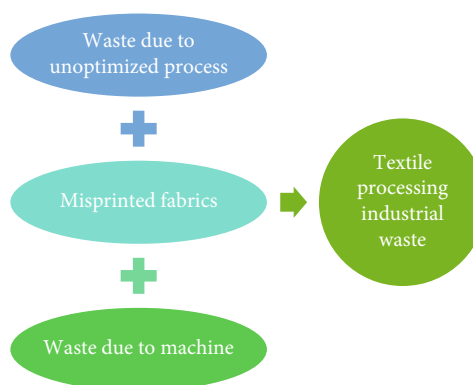 Waste due to
unoptimized process
Misprinted fabrics
Waste due to machine
Textile
processing
industrial
waste